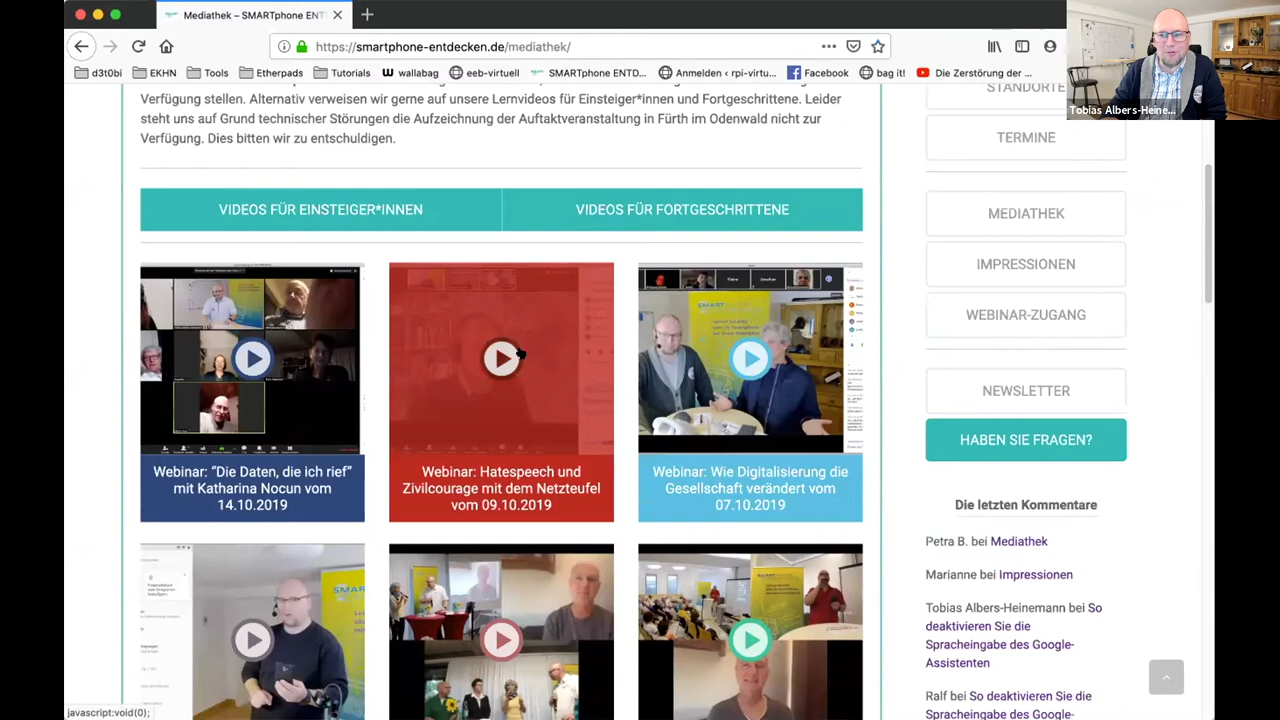 Mediathek – SMARTphone ENT
https://smartphone-entdecken.de/mediathek/
d3t0bi
EKHN
Tools
Etherpads
Tutorials
wallabag
eeb-virtuell
SMARTphone ENTD...
Anmelden ‹ rpi-virtu...
Facebook
bag it!
Die Zerstörung der ...
Tobias Albers-Heine...
Verfügung stellen. Alternativ verweisen wir gerne auf unsere Lernvideos für Einsteiger*innen und Fortgeschrittene. Leider
steht uns auf Grund technischer Störungen die Aufzeichung der Auftaktveranstaltung in Fürth im Odenwald nicht zur
Verfügung. Dies bitten wir zu entschuldigen.
VIDEOS FÜR EINSTEIGER*INNEN
VIDEOS FÜR FORTGESCHRITTENE
Webinar: “Die Daten, die ich rief”
mit Katharina Nocun vom
14.10.2019
Webinar: Hatespeech und
Zivilcourage mit dem Netzteufel
vom 09.10.2019
SMART
Webinar: Wie Digitalisierung die
Gesellschaft verändert vom
07.10.2019
STANDORTE
TERMINE
MEDIATHEK
IMPRESSIONEN
WEBINAR-ZUGANG
NEWSLETTER
HABEN SIE FRAGEN?
Die letzten Kommentare
Petra B. bei Mediathek
Marianne bei Impressionen
Tobias Albers-Heinemann bei So
deaktivieren Sie die
Spracheingabe des Google-
Assistenten
Ralf bei So deaktivieren Sie die
Spracheingabe des Google-
javascript:void(0);